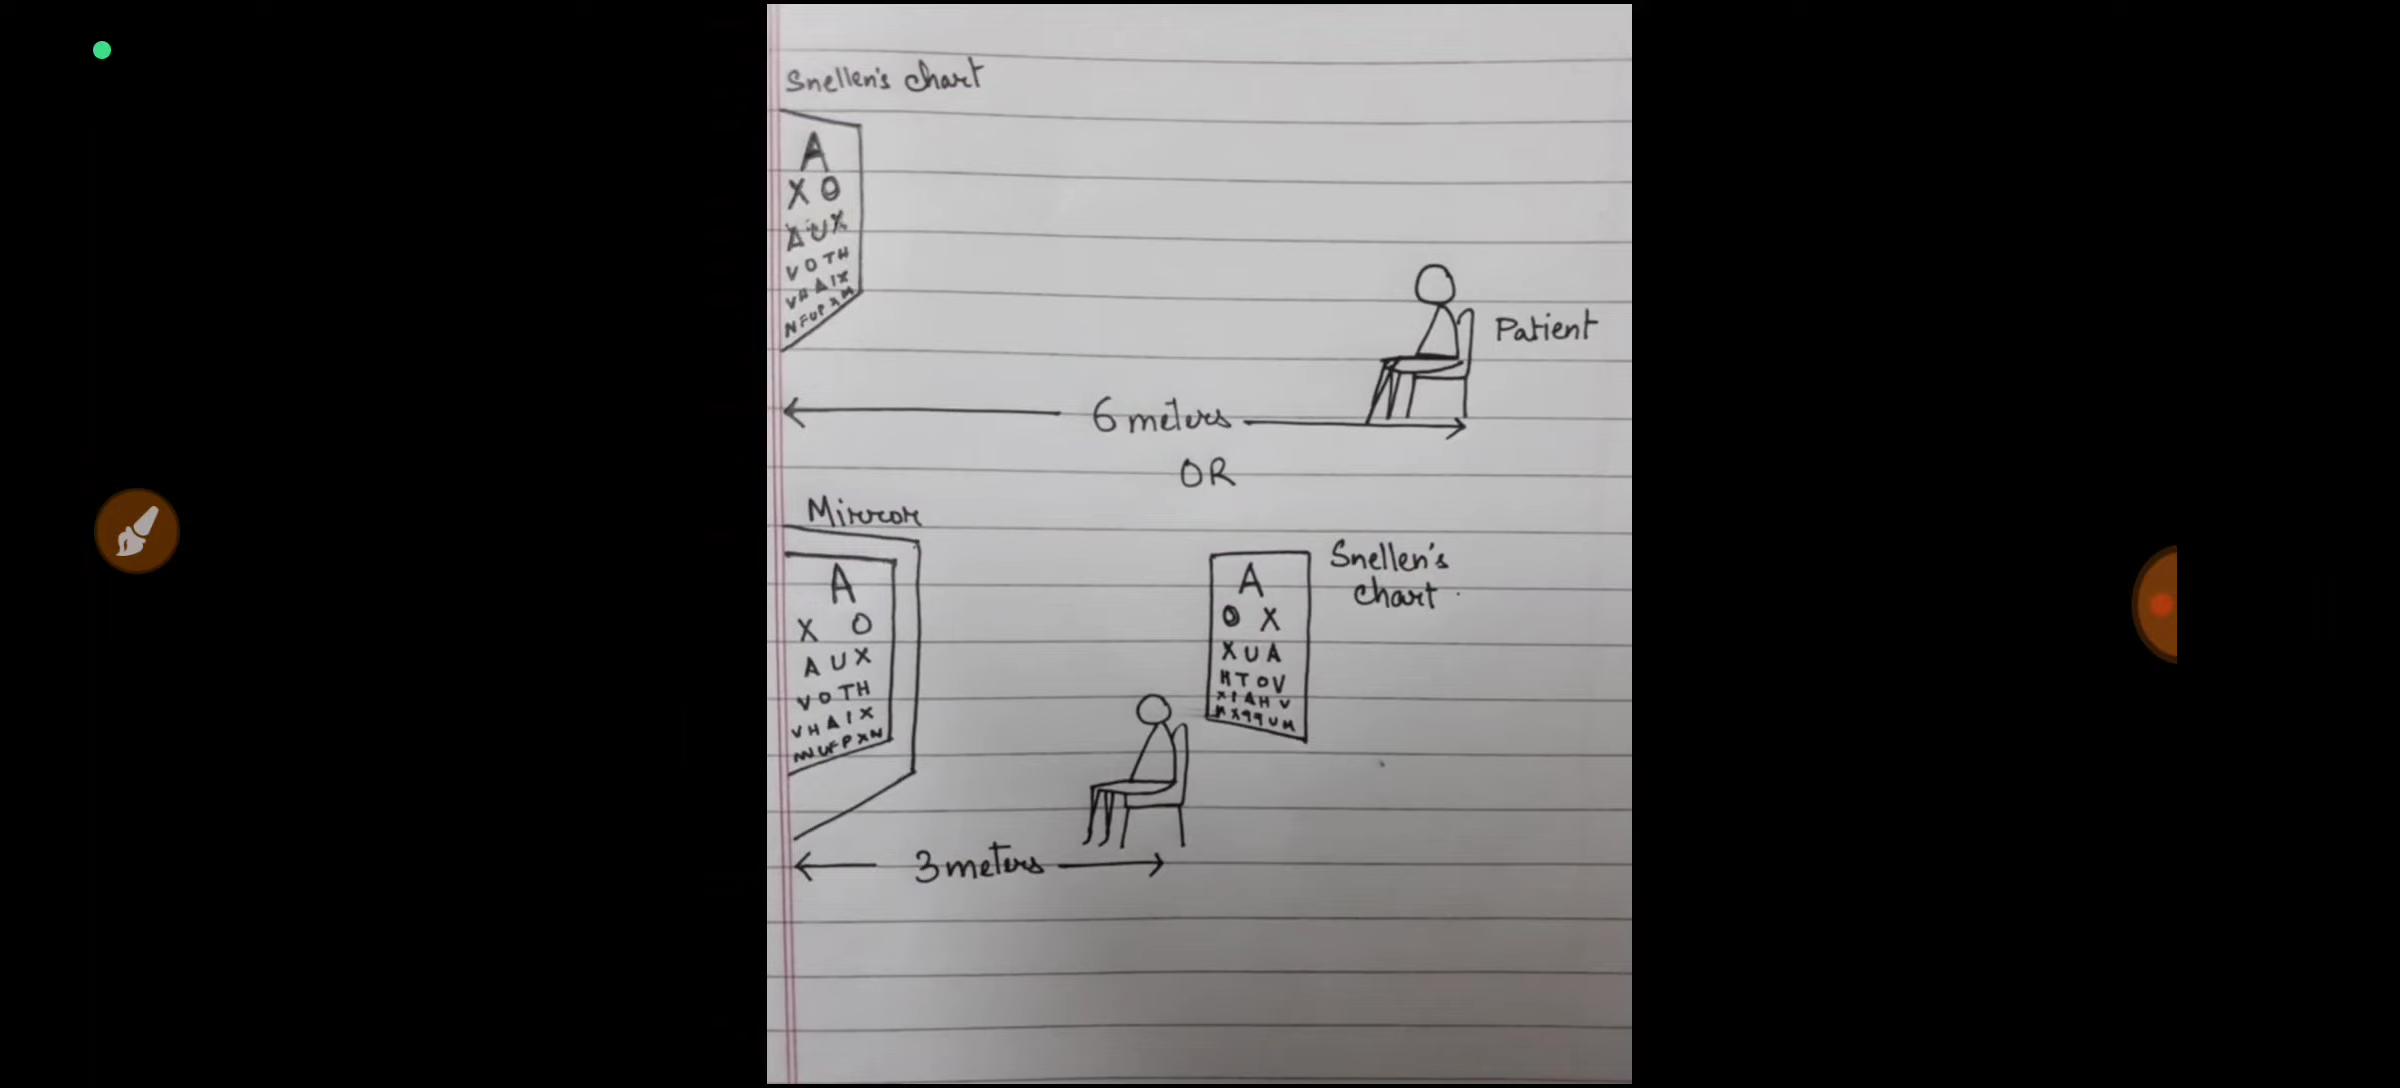 Snellen's chart
A
X O
A U X
V O T H
V H A I X
N F U P X M
Patient
6 meters
OR
Mirror
A
X O
A U X
V O T H
V H A I X
Snellen's
chart
A
O X
X U A
H T O V
X I A H V
3 meters